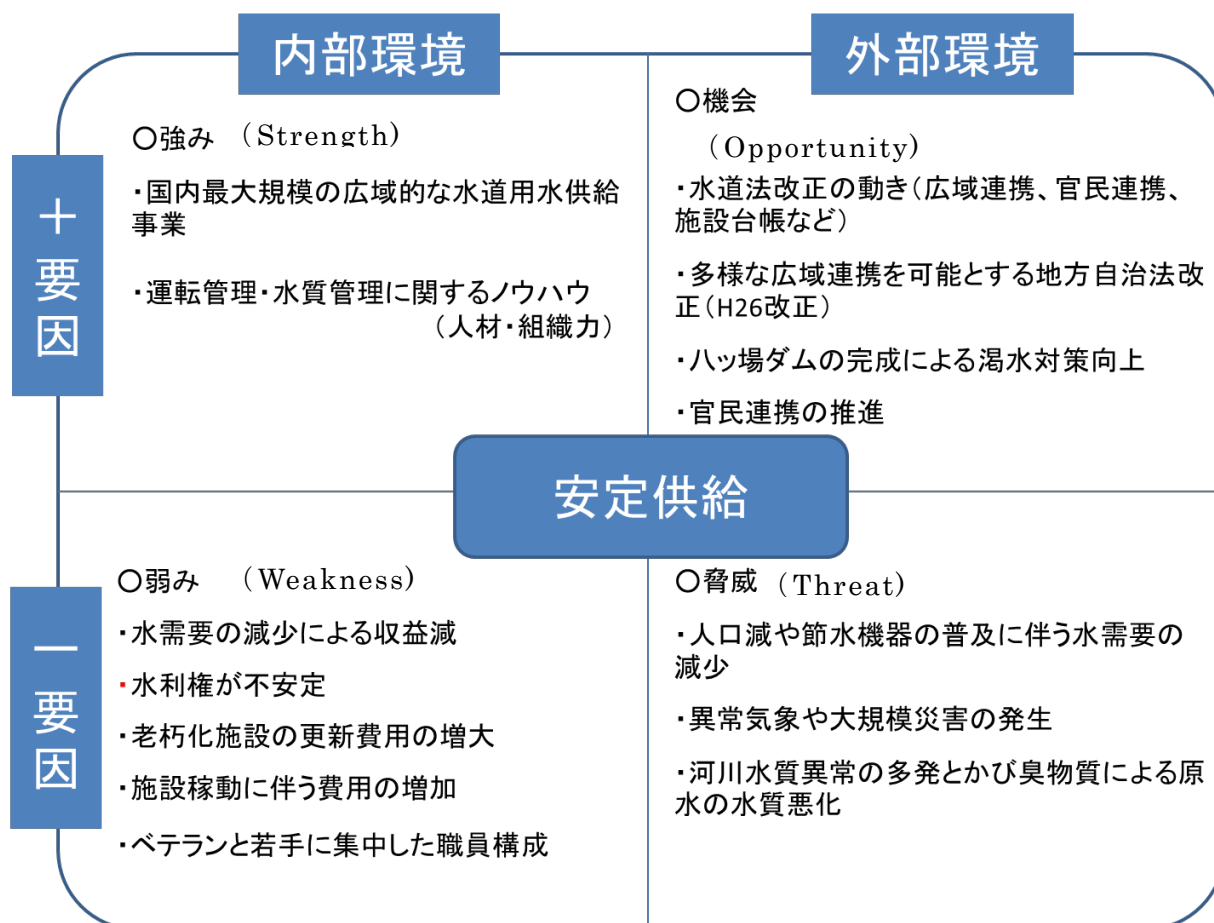 内部環境
外部環境
＋要因
○強み （Strength)
・国内最大規模の広域的な水道用水供給
事業
・運転管理・水質管理に関するノウハウ
（人材・組織力）
○機会
（Opportunity)
・水道法改正の動き（広域連携、官民連携、
施設台帳など）
・多様な広域連携を可能とする地方自治法改
正（H26改正）
・八ッ場ダムの完成による渇水対策向上
・官民連携の推進
安定供給
－要因
○弱み （Weakness)
・水需要の減少による収益減
・水利権が不安定
・老朽化施設の更新費用の増大
・施設稼動に伴う費用の増加
・ベテランと若手に集中した職員構成
○脅威 （Threat)
・人口減や節水機器の普及に伴う水需要の
減少
・異常気象や大規模災害の発生
・河川水質異常の多発とかび臭物質による原
水の水質悪化